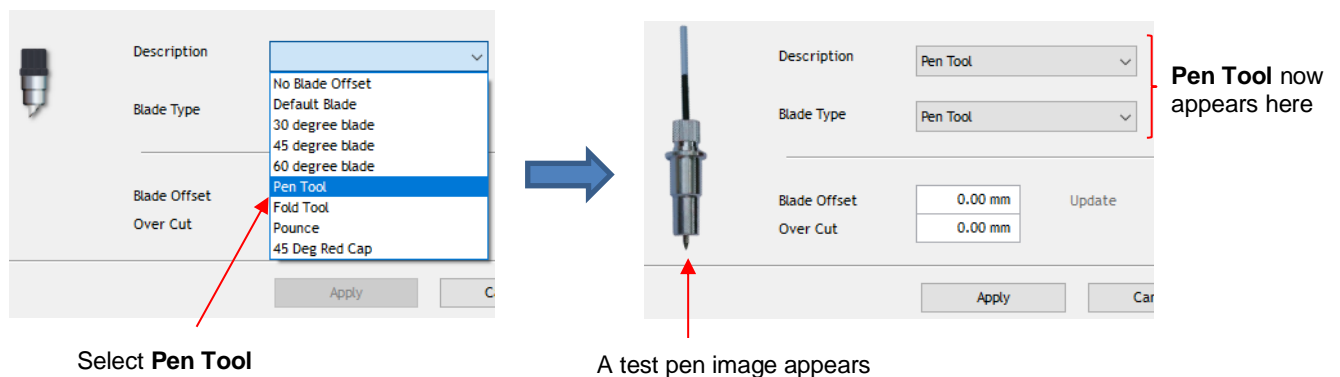 Description
No Blade Offset
Default Blade
Blade Type
30 degree blade
45 degree blade
60 degree blade
Pen Tool
Blade Offset
Fold Tool
Over Cut
Pounce
45 Deg Red Cap
Apply
Select Pen Tool
Description Pen Tool
Blade Type Pen Tool
Blade Offset 0.00 mm Update
Over Cut 0.00 mm
Apply
Pen Tool now
appears here
A test pen image appears